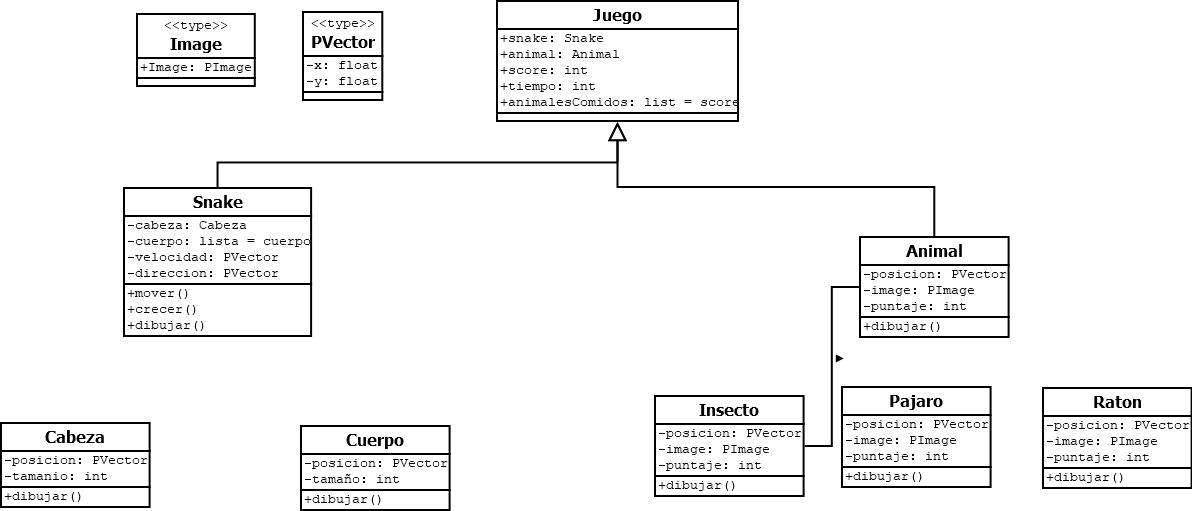 <<type>>
Image
+Image: PImage
<<type>>
PVector
-x: float
-y: float
Juego
+snake: Snake
+animal: Animal
+score: int
+tiempo: int
+animalesComidos: list = score
Snake
-cabeza: Cabeza
-cuerpo: lista = cuerpo
-velocidad: PVector
-direccion: PVector
+mover()
+crecer()
+dibujar()
Animal
-posicion: PVector
-image: PImage
-puntaje: int
+dibujar()
Cabeza
-posicion: PVector
-tamanio: int
+dibujar()
Cuerpo
-posicion: PVector
-tamaño: int
+dibujar()
Insecto
-posicion: PVector
-image: PImage
-puntaje: int
+dibujar()
Pajaro
-posicion: PVector
-image: PImage
-puntaje: int
+dibujar()
Raton
-posicion: PVector
-image: PImage
-puntaje: int
+dibujar()